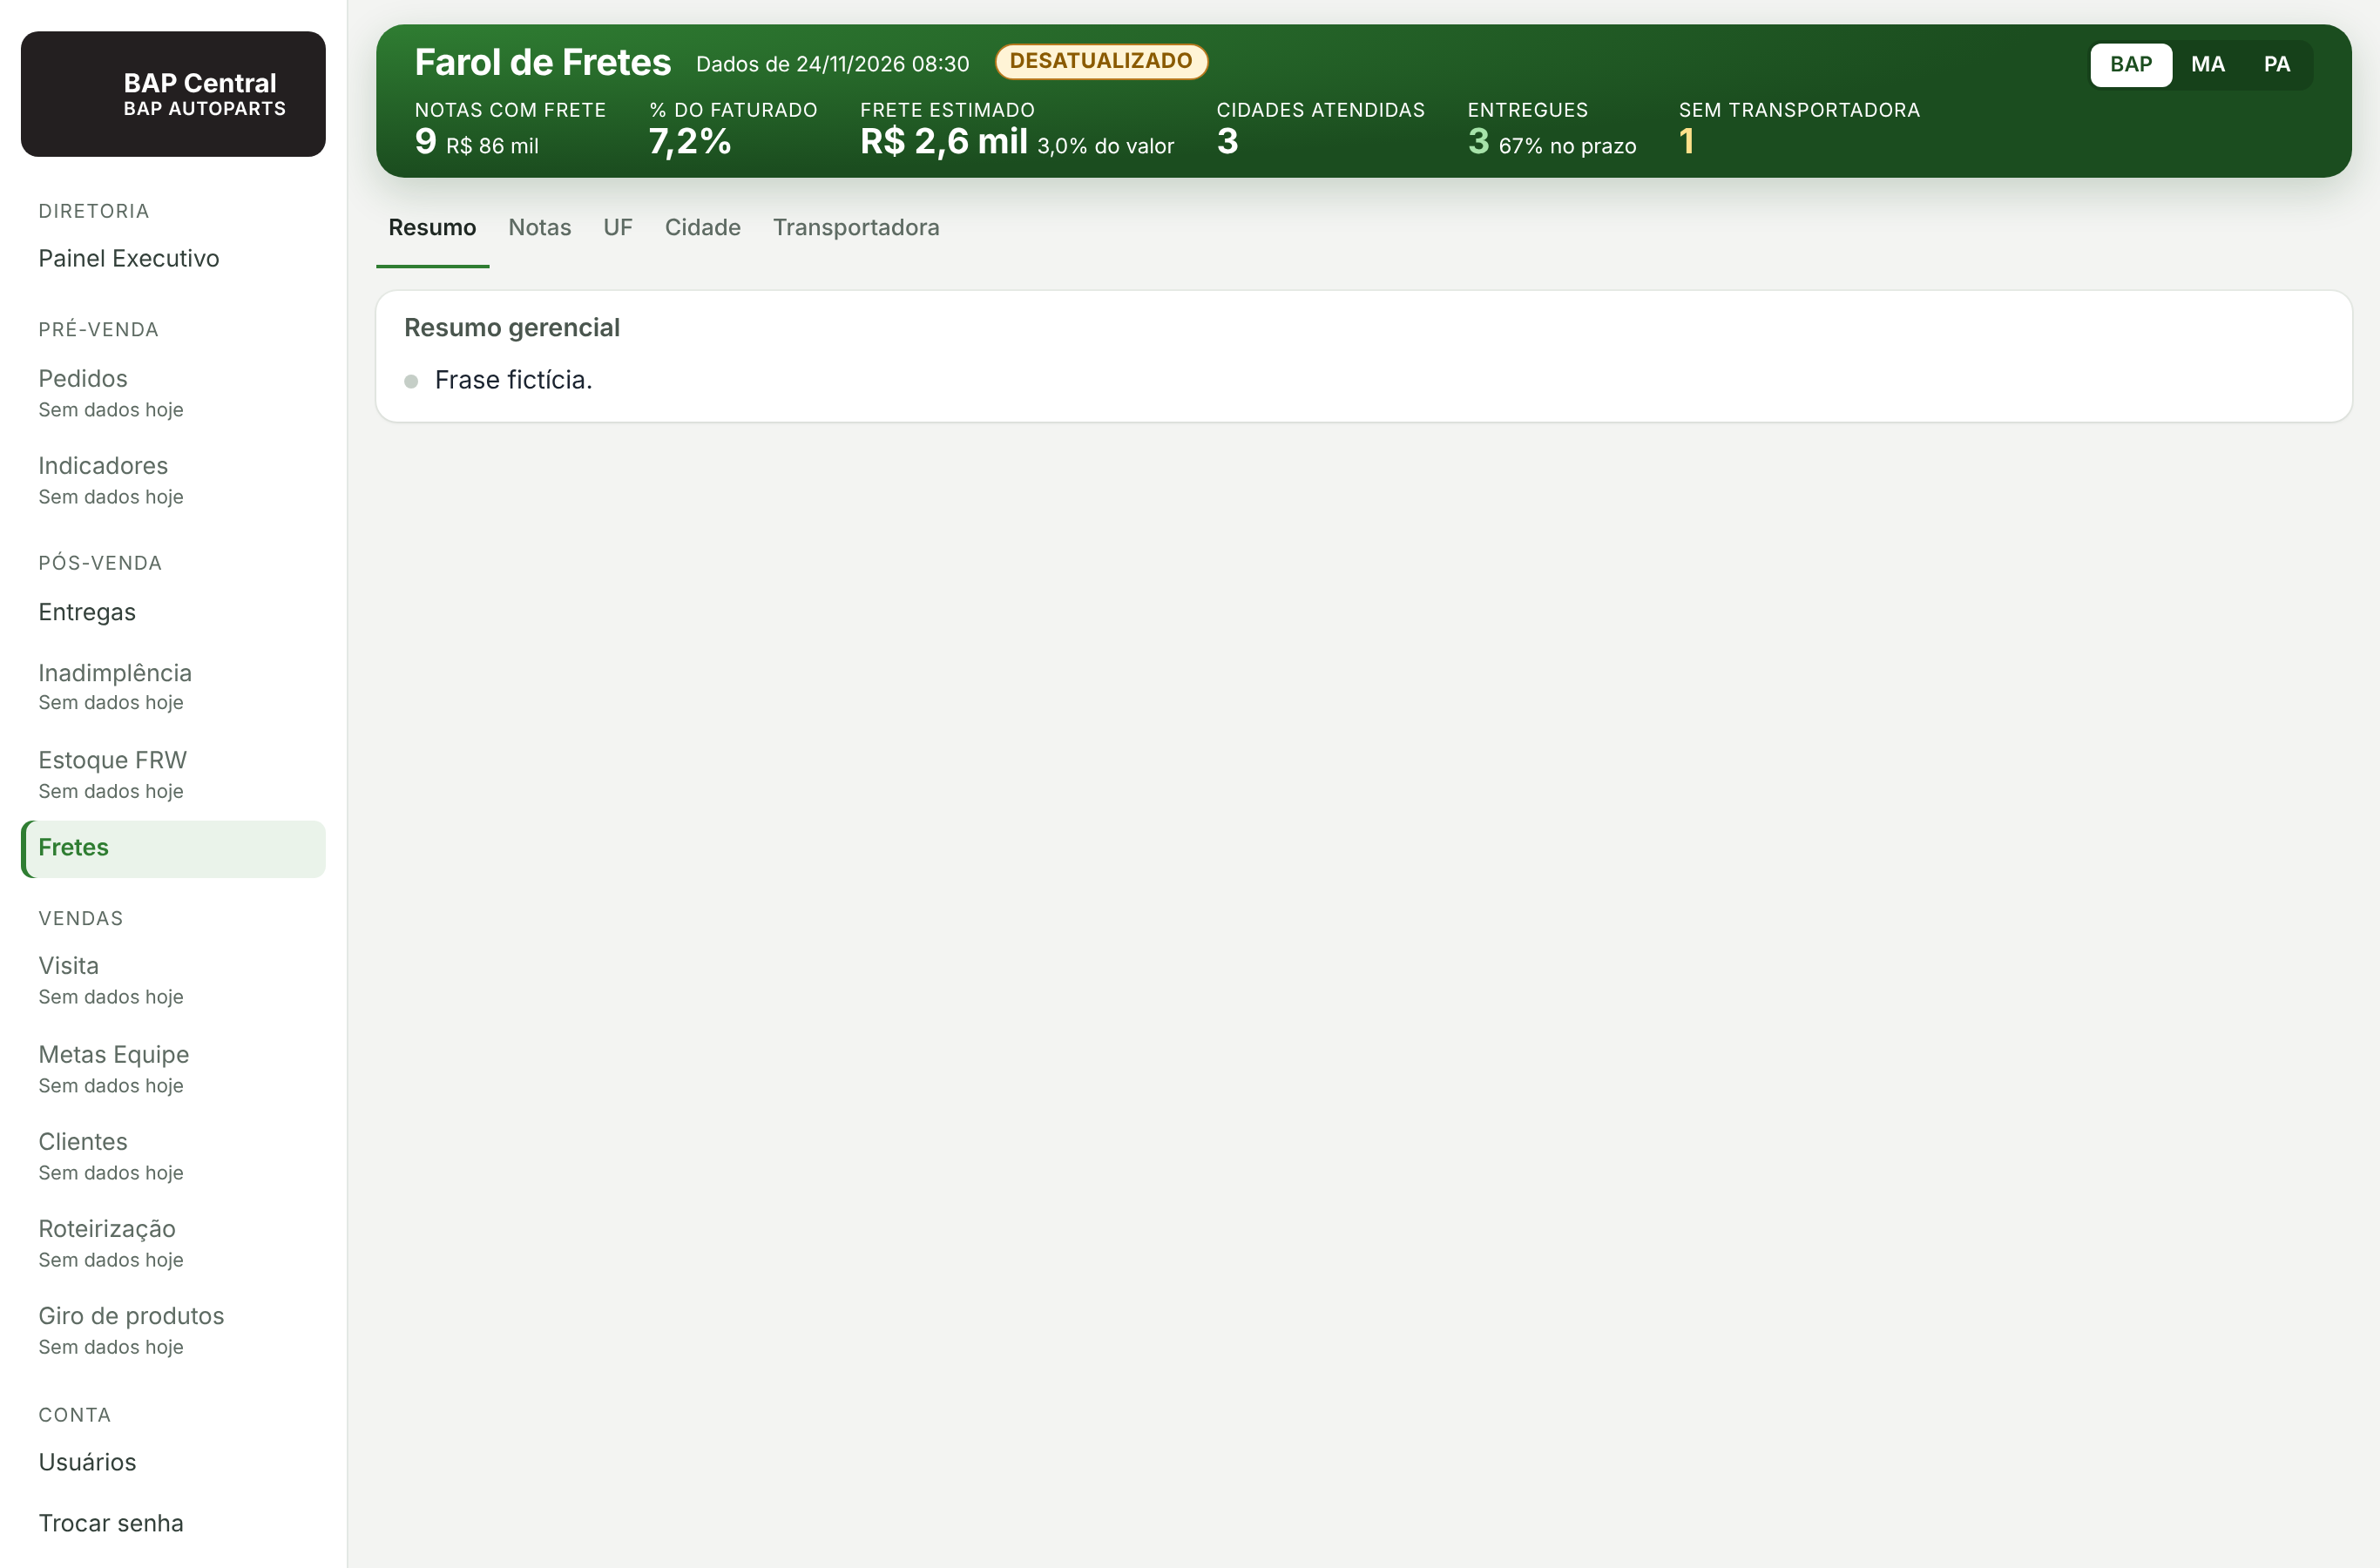 BAP Central
BAP AUTOPARTS
DIRETORIA
Painel Executivo
PRÉ-VENDA
Pedidos
Sem dados hoje
Indicadores
Sem dados hoje
PÓS-VENDA
Entregas
Inadimplência
Sem dados hoje
Estoque FRW
Sem dados hoje
Fretes
VENDAS
Visita
Sem dados hoje
Metas Equipe
Sem dados hoje
Clientes
Sem dados hoje
Roteirização
Sem dados hoje
Giro de produtos
Sem dados hoje
CONTA
Usuários
Trocar senha
Farol de Fretes Dados de 24/11/2026 08:30 DESATUALIZADO BAP MA PA
NOTAS COM FRETE % DO FATURADO FRETE ESTIMADO CIDADES ATENDIDAS ENTREGUES SEM TRANSPORTADORA
9 R$ 86 mil 7,2% R$ 2,6 mil 3,0% do valor 3 3 67% no prazo 1
Resumo Notas UF Cidade Transportadora
Resumo gerencial
Frase fictícia.